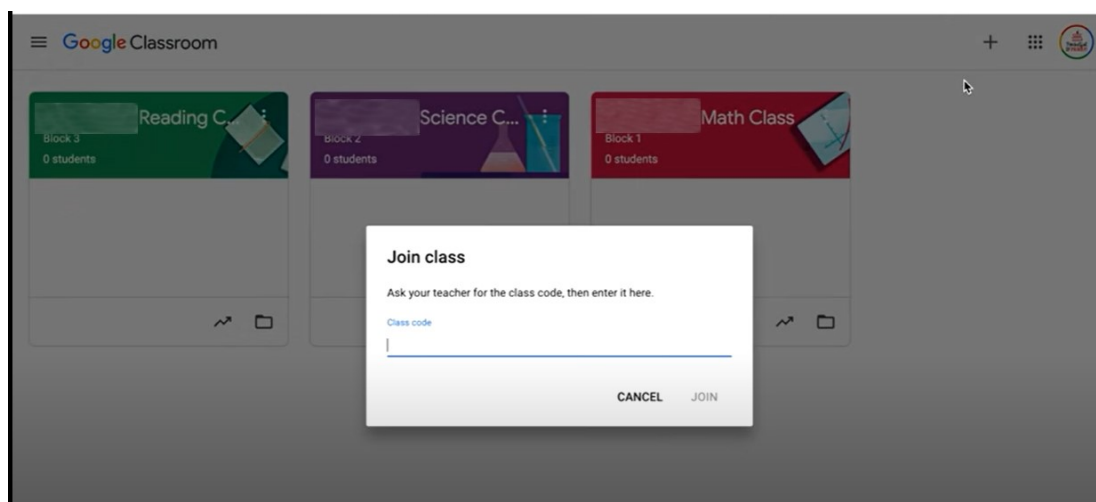 Google Classroom
Reading C...
Block 3
0 students
Science C...
Block 2
0 students
Math Class
Block 1
0 students
Join class
Ask your teacher for the class code, then enter it here.
Class code
CANCEL JOIN